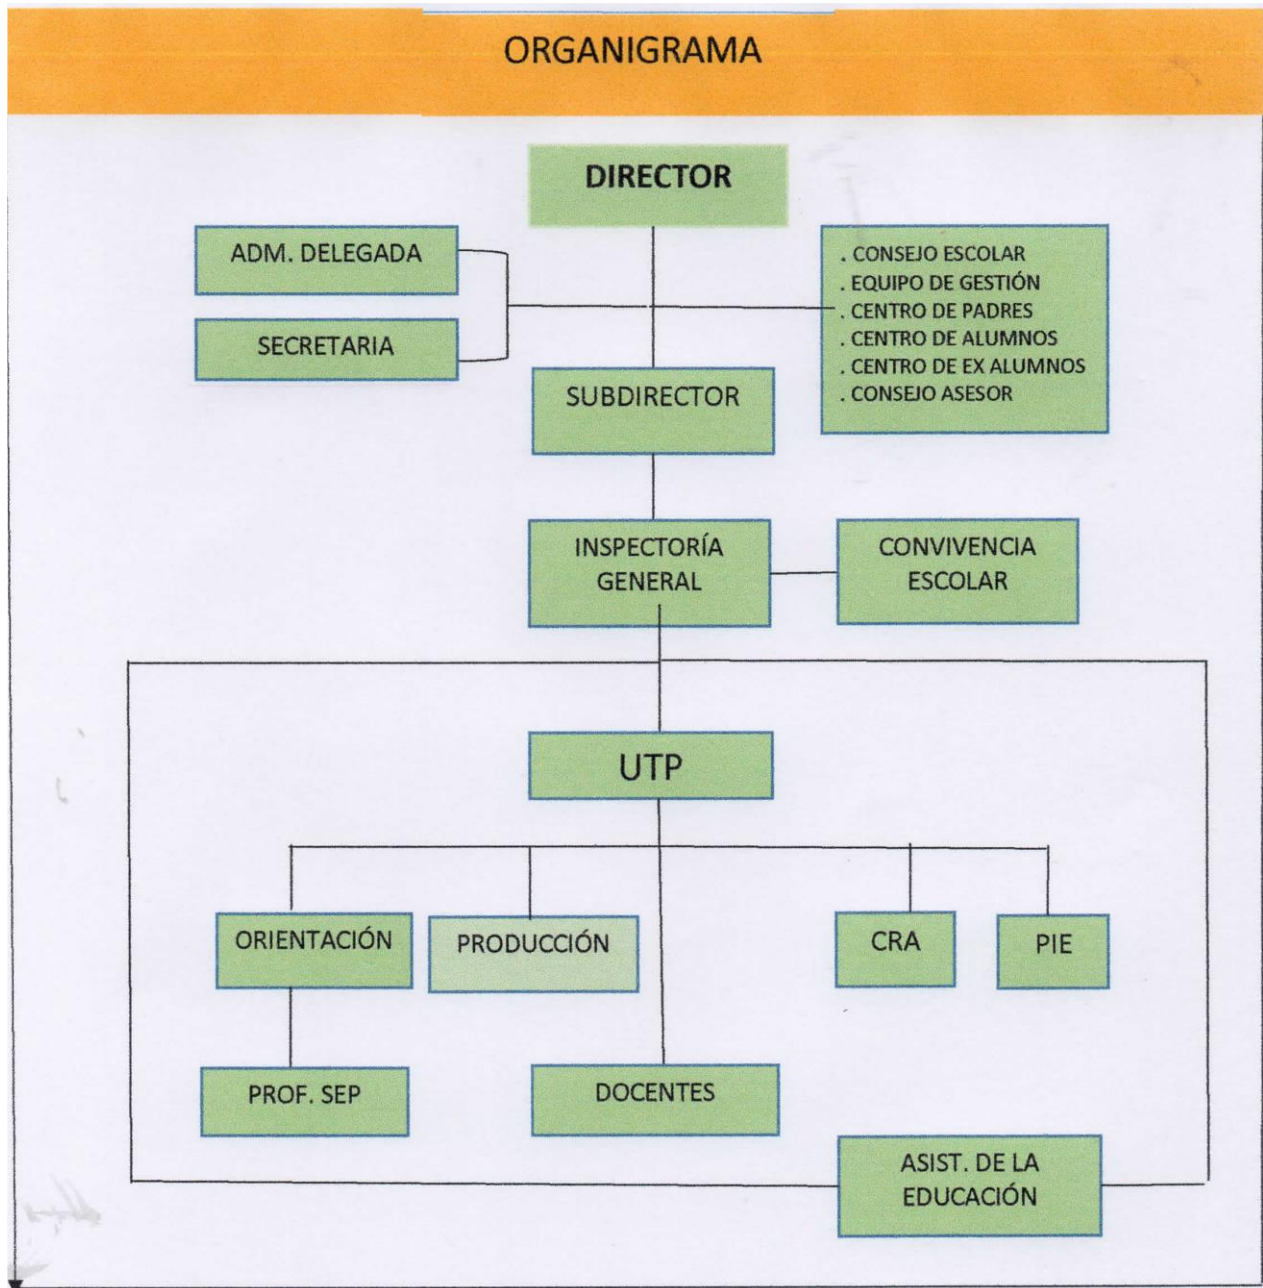 ORGANIGRAMA
DIRECTOR
ADM. DELEGADA
SECRETARIA
. CONSEJO ESCOLAR
. EQUIPO DE GESTIÓN
. CENTRO DE PADRES
. CENTRO DE ALUMNOS
. CENTRO DE EX ALUMNOS
. CONSEJO ASESOR
SUBDIRECTOR
INSPECTORÍA
GENERAL
CONVIVENCIA
ESCOLAR
UTP
ORIENTACIÓN
PRODUCCIÓN
CRA
PIE
PROF. SEP
DOCENTES
ASIST. DE LA
EDUCACIÓN